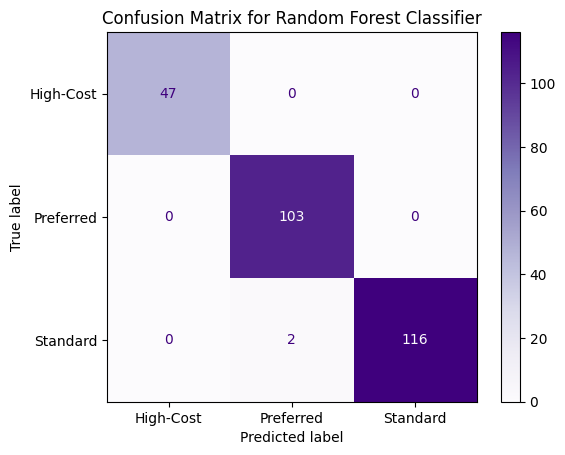 Confusion Matrix for Random Forest Classifier
High-Cost 47 0 0
Preferred 0 103 0
Standard 0 2 116
High-Cost Preferred Standard
Predicted label
True label
100
80
60
40
20
0